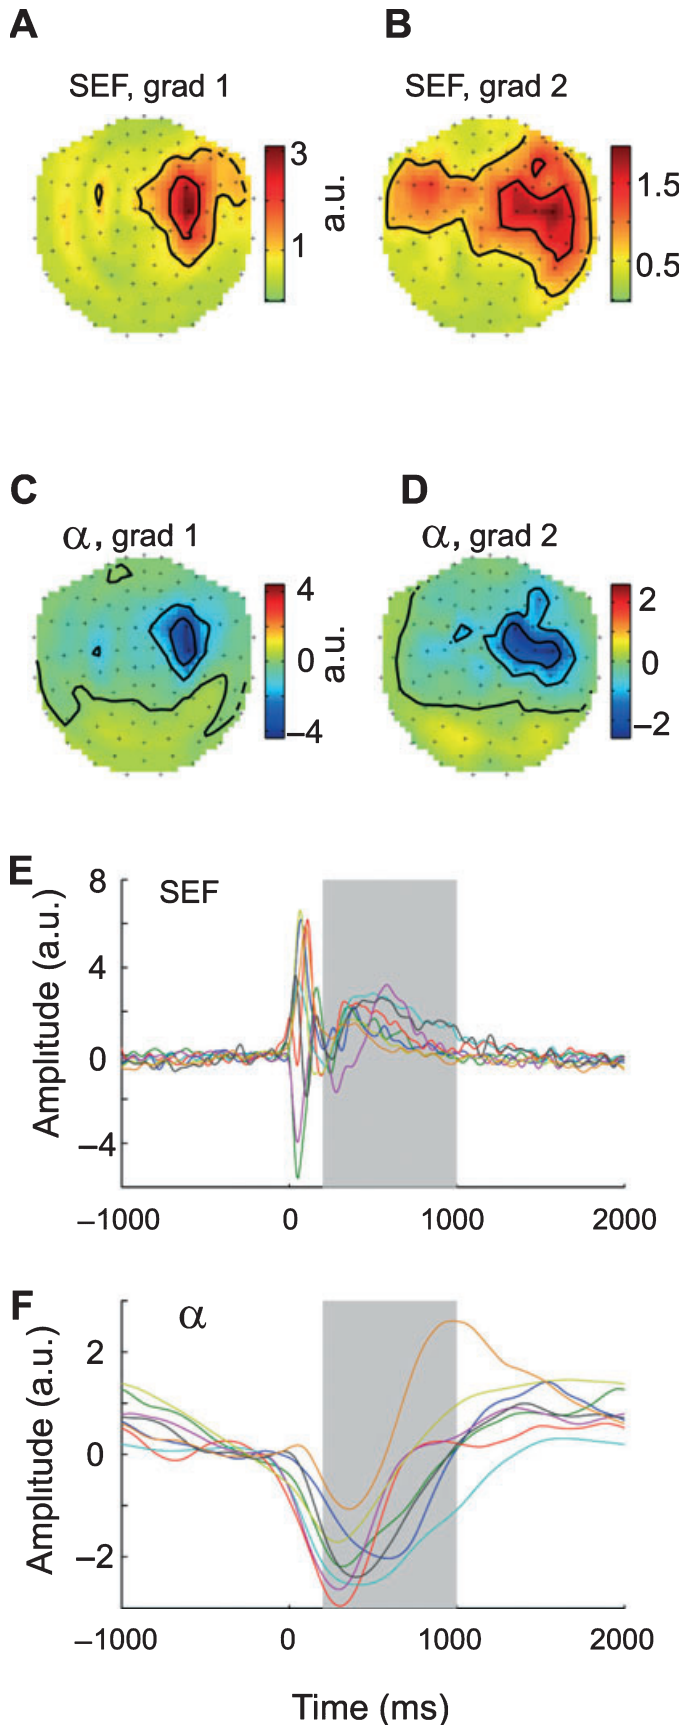 A
B
SEF, grad 1
SEF, grad 2
3
1
a.u.
1.5
0.5
C
D
α, grad 1
α, grad 2
4
0
–4
a.u.
2
0
–2
E
SEF
8
4
0
–4
Amplitude (a.u.)
–1000 0 1000 2000
F
α
2
0
–2
Amplitude (a.u.)
–1000 0 1000 2000
Time (ms)